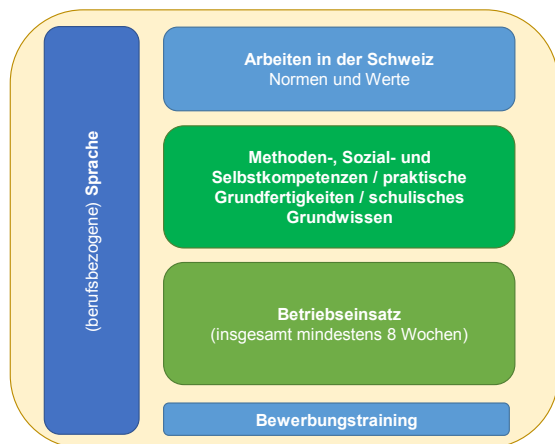 (berufsbezogene) Sprache
Arbeiten in der Schweiz
Normen und Werte
Methoden-, Sozial- und
Selbstkompetenzen / praktische
Grundfertigkeiten / schulisches
Grundwissen
Betriebseinsatz
(insgesamt mindestens 8 Wochen)
Bewerbungstraining